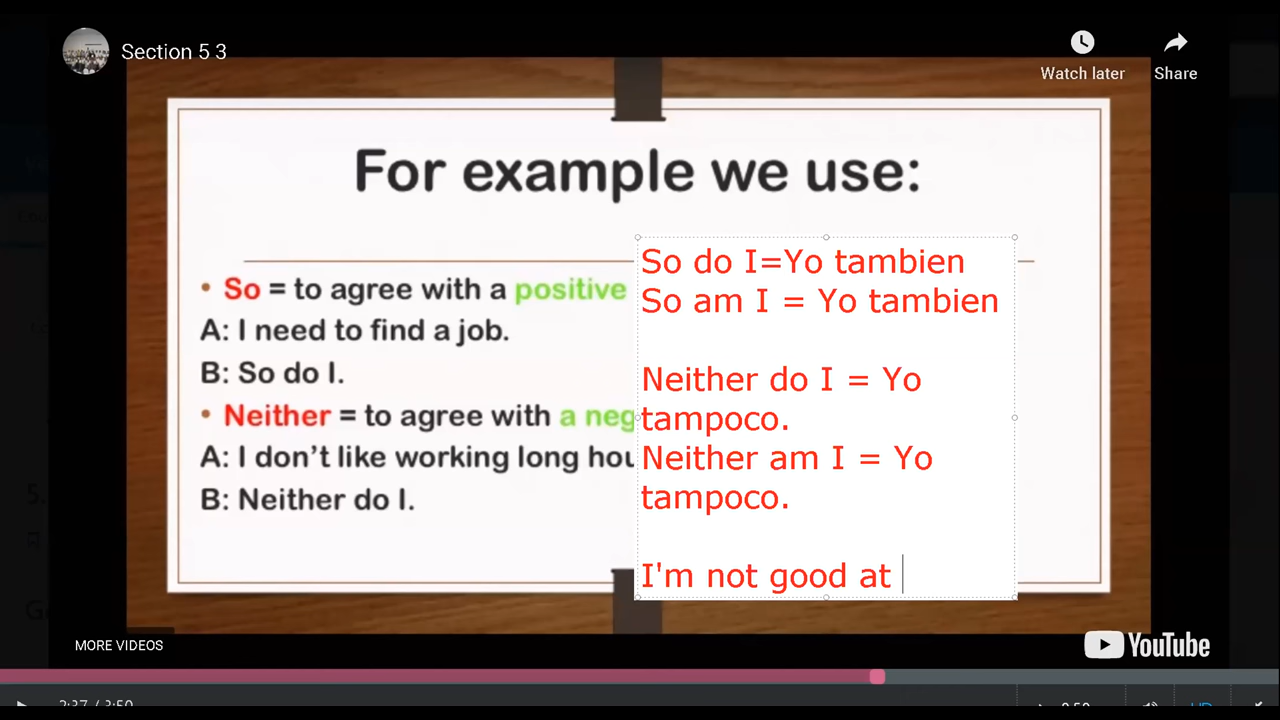 Section 5 3
Watch later
Share
For example we use:
• So = to agree with a positive
A: I need to find a job.
B: So do I.
• Neither = to agree with a neg
A: I don't like working long hou
B: Neither do I.
So do I=Yo tambien
So am I = Yo tambien
Neither do I = Yo
tampoco.
Neither am I = Yo
tampoco.
I'm not good at
MORE VIDEOS
YouTube
2:37 / 3:50